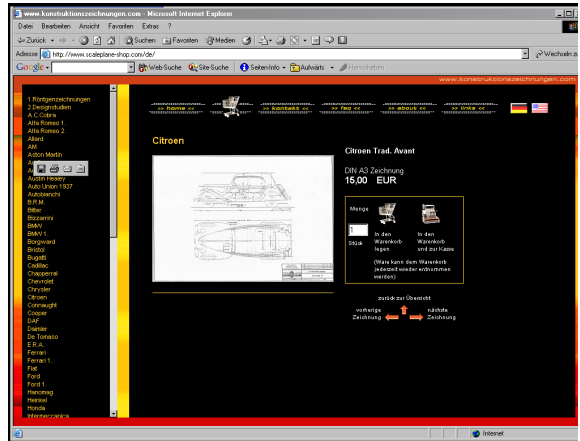 www.konstruktionszeichnungen.com - Microsoft Internet Explorer
Datei Bearbeiten Ansicht Favoriten Extras ?
Zurück Suchen Favoriten Medien
Adresse http://www.scaleplane-shop.com/de/ Wechseln zu
Google Web-Suche Site-Suche Seiten-Info Aufwärts Hervorheben
www.konstruktionszeichnungen.com
>> home << >> kontakt << >> faq << >> about << >> links <<
1.Röntgenzeichnungen
2.Designstudien
A.C.Cobra
Alfa Romeo 1.
Alfa Romeo 2.
Allard
AM
Aston Martin
Austin Healey
Auto Union 1937
Autobianchi
B.R.M.
Bitter
Bizzarrini
BMW
BMW 1.
Borgward
Bristol
Bugatti
Cadillac
Chapperral
Chevrolet
Chrysler
Citroen
Connaught
Cooper
DAF
Daimler
De Tomaso
E.R.A.
Ferrari
Ferrari 1.
Fiat
Ford
Ford 1.
Hanomag
Heinkel
Honda
Intermeccanica
Citroen
Citroen Trad. Avant
DIN A3 Zeichnung
15,00 EUR
Menge
1
Stück
In den
Warenkorb
legen
In den
Warenkorb
und zur Kasse
(Ware kann dem Warenkorb
jederzeit wieder entnommen
werden)
zurück zur Übersicht
vorherige
Zeichnung
nächste
Zeichnung
Internet